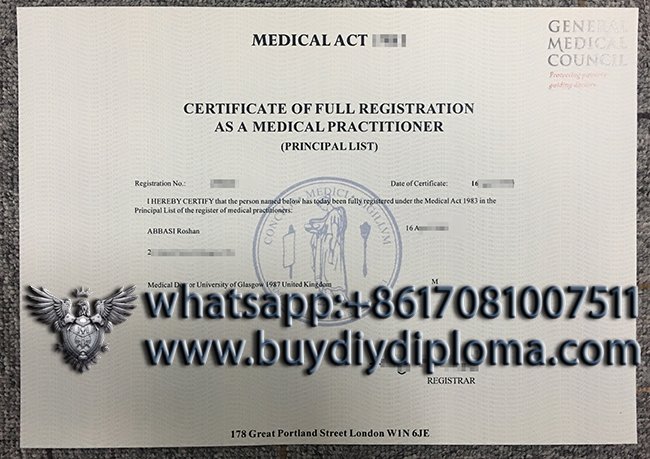 MEDICAL ACT
GENERAL
MEDICAL
COUNCIL
Protecting patients,
guiding doctors
CERTIFICATE OF FULL REGISTRATION
AS A MEDICAL PRACTITIONER
(PRINCIPAL LIST)
Registration No.:
Date of Certificate: 16
I HEREBY CERTIFY that the person named below has today been fully registered under the Medical Act 1983 in the
Principal List of the register of medical practitioners:
ABBASI Roshan
16 A
2
Medical Doctor University of Glasgow 1987 United Kingdom
M
whatsapp:+8617081007511
www.buydiydiploma.com
REGISTRAR
178 Great Portland Street London W1N 6JE